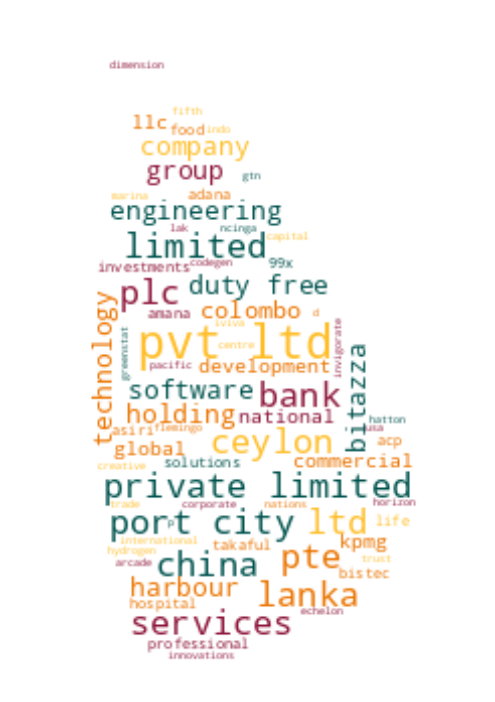 dimension
fifth
llc food indo
company
group gtn
marina adana
engineering
lak ncinga
limited capital
investments codegen 99x
plc duty free
amana colombo d
iviva
technology greenstat pvt ltd invigorate
centre
pacific development
software bank bitazza
holding national hatton
asiri flemingo usa
global ceylon acp
creative solutions commercial
private limited
trade corporate nations horizon
port city ltd life
p
international takaful kpmg
hydrogen
arcade china pte trust
bistec
harbour lanka
hospital echelon
services
professional
innovations